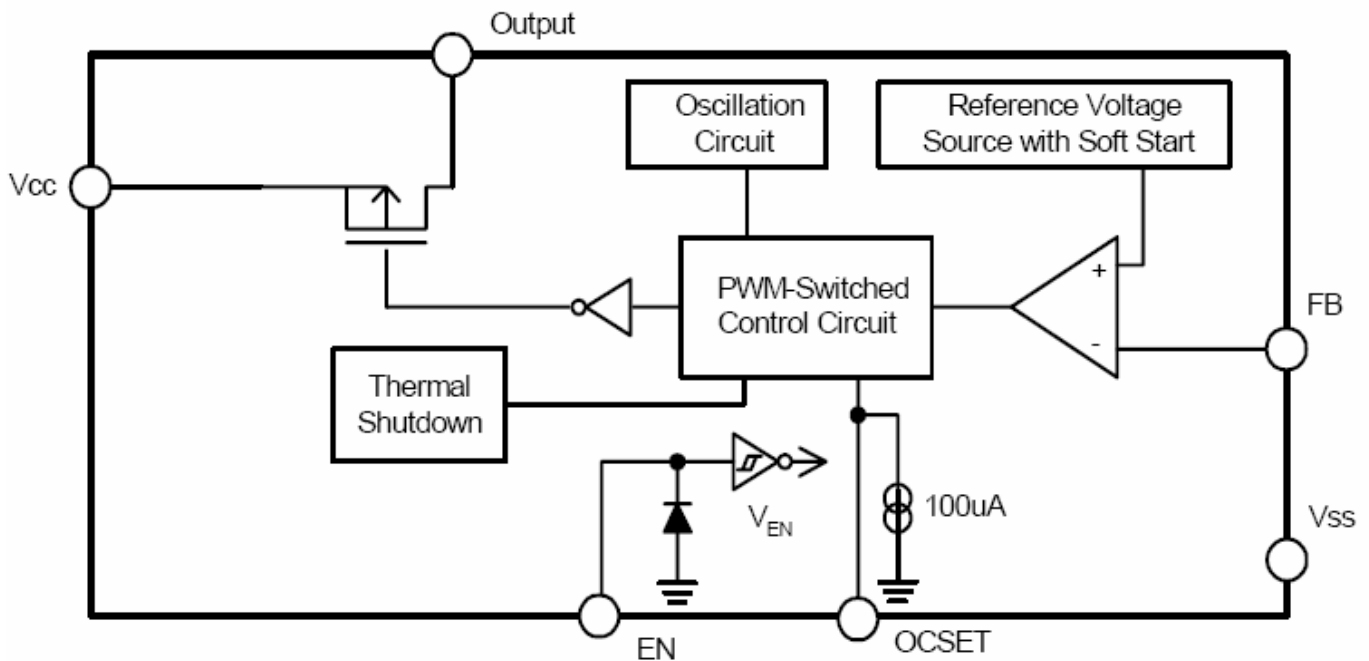 Output
Oscillation
Circuit
Reference Voltage
Source with Soft Start
Vcc
+
-
PWM-Switched
Control Circuit
FB
Thermal
Shutdown
VEN
100uA
Vss
EN
OCSET